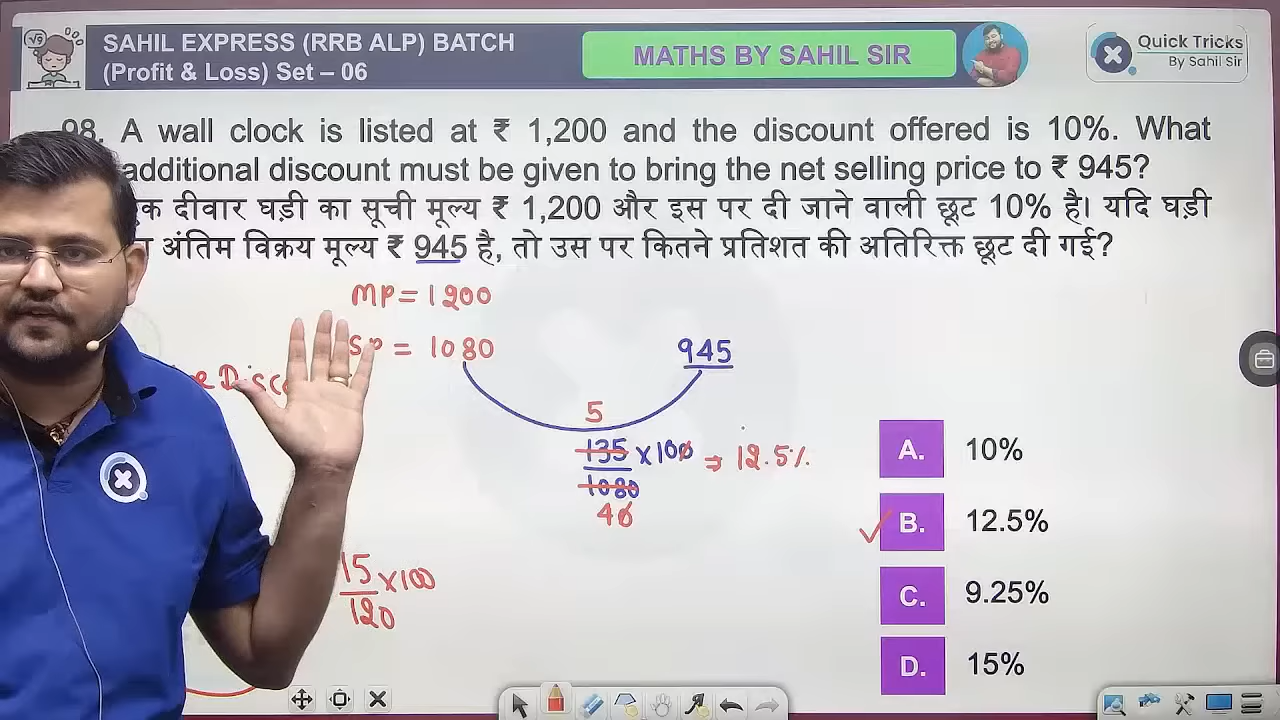 SAHIL EXPRESS (RRB ALP) BATCH
(Profit & Loss) Set – 06
MATHS BY SAHIL SIR
Quick Tricks
By Sahil Sir
√9
98. A wall clock is listed at ₹ 1,200 and the discount offered is 10%. What
additional discount must be given to bring the net selling price to ₹ 945?
दीवार घड़ी का सूची मूल्य ₹ 1,200 और इस पर दी जाने वाली छूट 10% है। यदि घड़ी
अंतिम विक्रय मूल्य ₹ 945 है, तो उस पर कितने प्रतिशत की अतिरिक्त छूट दी गई?
MP = 1200
SP = 1080
945
5
135 × 100 ⇒ 12.5%
1080
40
15 × 100
120
A. 10%
B. 12.5%
C. 9.25%
D. 15%